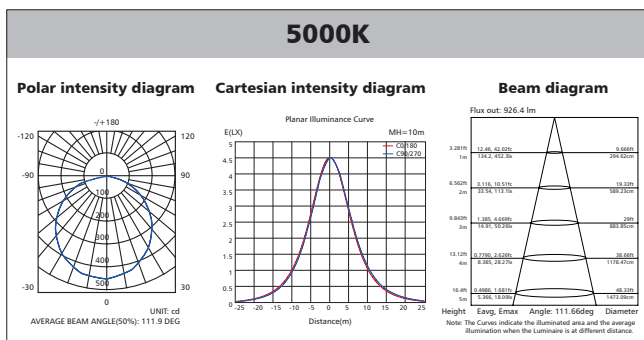 5000K
Polar intensity diagram
-/+180
-120
120
-90
90
0
100
200
300
400
500
-30
30
0
UNIT: cd
AVERAGE BEAM ANGLE(50%): 111.9 DEG
Cartesian intensity diagram
Planar Illuminance Curve
E(LX)
MH=10m
C0/180
C90/270
5
4.5
4
3.5
3
2.5
2
1.5
1
0.5
0
-25 -20 -15 -10 -5 0 5 10 15 20 25
Distance(m)
Beam diagram
Flux out: 926.4 lm
3.281ft 12.46, 42.02fc 9.666ft
1m 134.2, 452.3lx 294.62cm
6.562ft 3.116, 10.51fc 19.33ft
2m 33.54, 113.1lx 589.23cm
9.843ft 1.385, 4.669fc 29ft
3m 14.91, 50.26lx 883.85cm
13.12ft 0.7790, 2.626fc 38.66ft
4m 8.385, 28.27lx 1178.47cm
16.4ft 0.4986, 1.681fc 48.33ft
5m 5.366, 18.09lx 1473.09cm
Height Eavg, Emax Angle: 111.66deg Diameter
Note: The Curves indicate the illuminated area and the average
illumination when the Luminaire is at different distance.